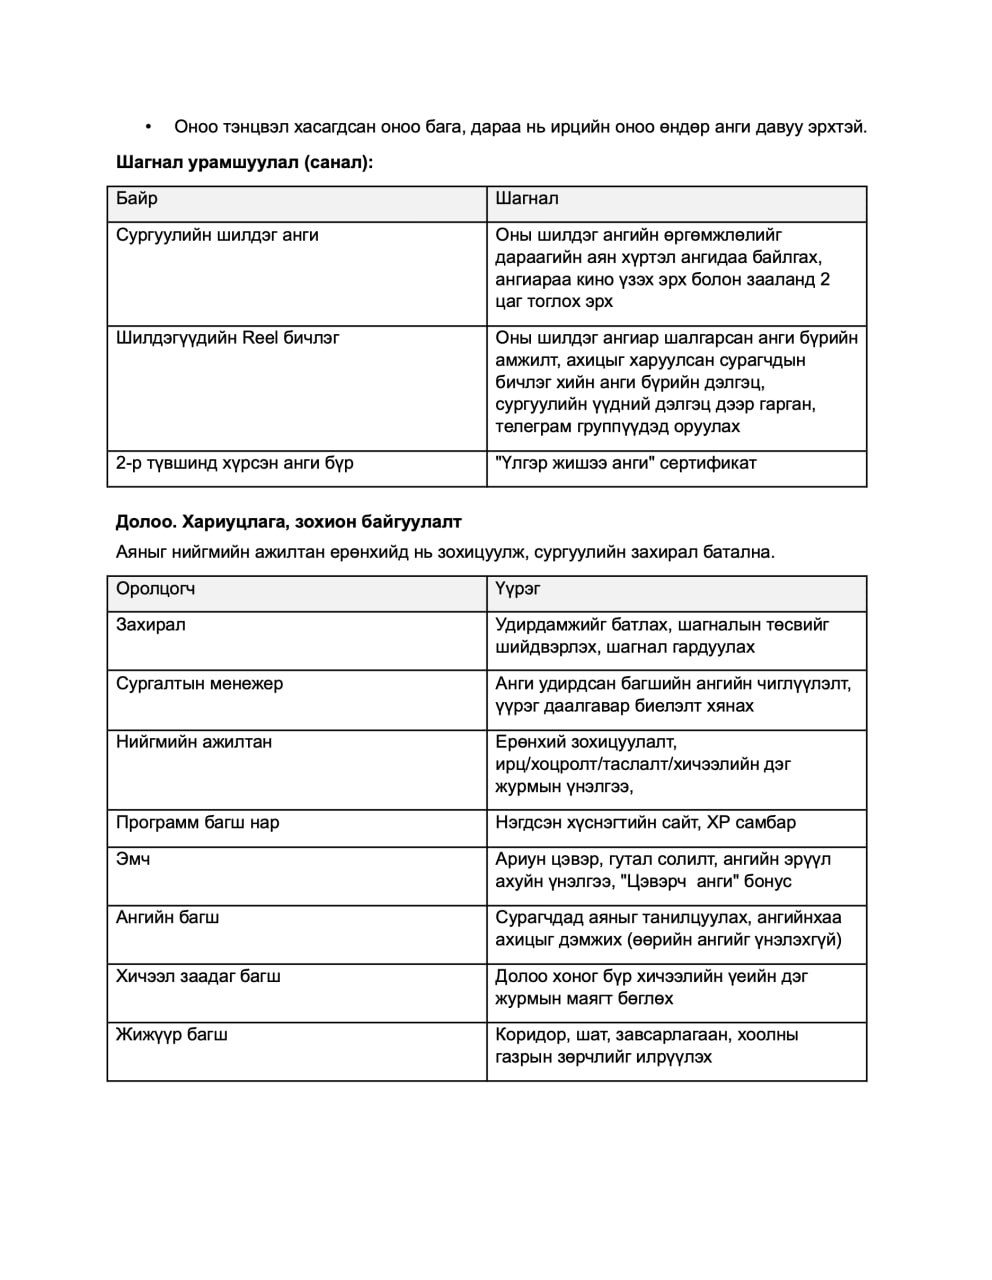 • Оноо тэнцвэл хасагдсан оноо бага, дараа нь ирцийн оноо өндөр анги давуу эрхтэй.
Шагнал урамшуулал (санал):
Байр
Шагнал
Сургуулийн шилдэг анги
Оны шилдэг ангийн өргөмжлөлийг
дараагийн аян хүртэл ангидаа байлгах,
ангиараа кино үзэх эрх болон зааланд 2
цаг тоглох эрх
Шилдэгүүдийн Reel бичлэг
Оны шилдэг ангиар шалгарсан анги бүрийн
амжилт, ахицыг харуулсан сурагчдын
бичлэг хийн анги бүрийн дэлгэц,
сургуулийн үүдний дэлгэц дээр гарган,
телеграм группүүдэд оруулах
2-р түвшинд хүрсэн анги бүр
"Үлгэр жишээ анги" сертификат
Долоо. Хариуцлага, зохион байгуулалт
Аяныг нийгмийн ажилтан ерөнхийд нь зохицуулж, сургуулийн захирал батална.
Оролцогч
Үүрэг
Захирал
Удирдамжийг батлах, шагналын төсвийг
шийдвэрлэх, шагнал гардуулах
Сургалтын менежер
Анги удирдсан багшийн ангийн чиглүүлэлт,
үүрэг даалгавар биелэлт хянах
Нийгмийн ажилтан
Ерөнхий зохицуулалт,
ирц/хоцролт/таслалт/хичээлийн дэг
журмын үнэлгээ,
Программ багш нар
Нэгдсэн хүснэгтийн сайт, XP самбар
Эмч
Ариун цэвэр, гутал солилт, ангийн эрүүл
ахуйн үнэлгээ, "Цэвэрч  анги" бонус
Ангийн багш
Сурагчдад аяныг танилцуулах, ангийнхаа
ахицыг дэмжих (өөрийн ангийг үнэлэхгүй)
Хичээл заадаг багш
Долоо хоног бүр хичээлийн үеийн дэг
журмын маягт бөглөх
Жижүүр багш
Коридор, шат, завсарлагаан, хоолны
газрын зөрчлийг илрүүлэх